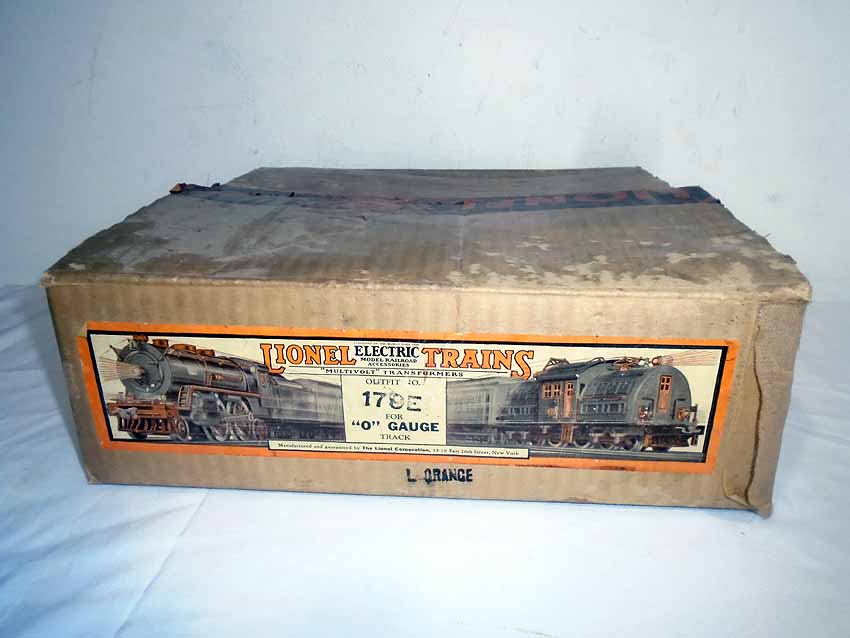 LIONEL ELECTRIC TRAINS
MODEL RAILROAD
ACCESSORIES
"MULTIVOLT" TRANSFORMERS
OUTFIT NO.
179E
FOR
"O" GAUGE
TRACK
Manufactured and guaranteed by The Lionel Corporation, 15-17 East 26th Street, New York
L. ORANGE